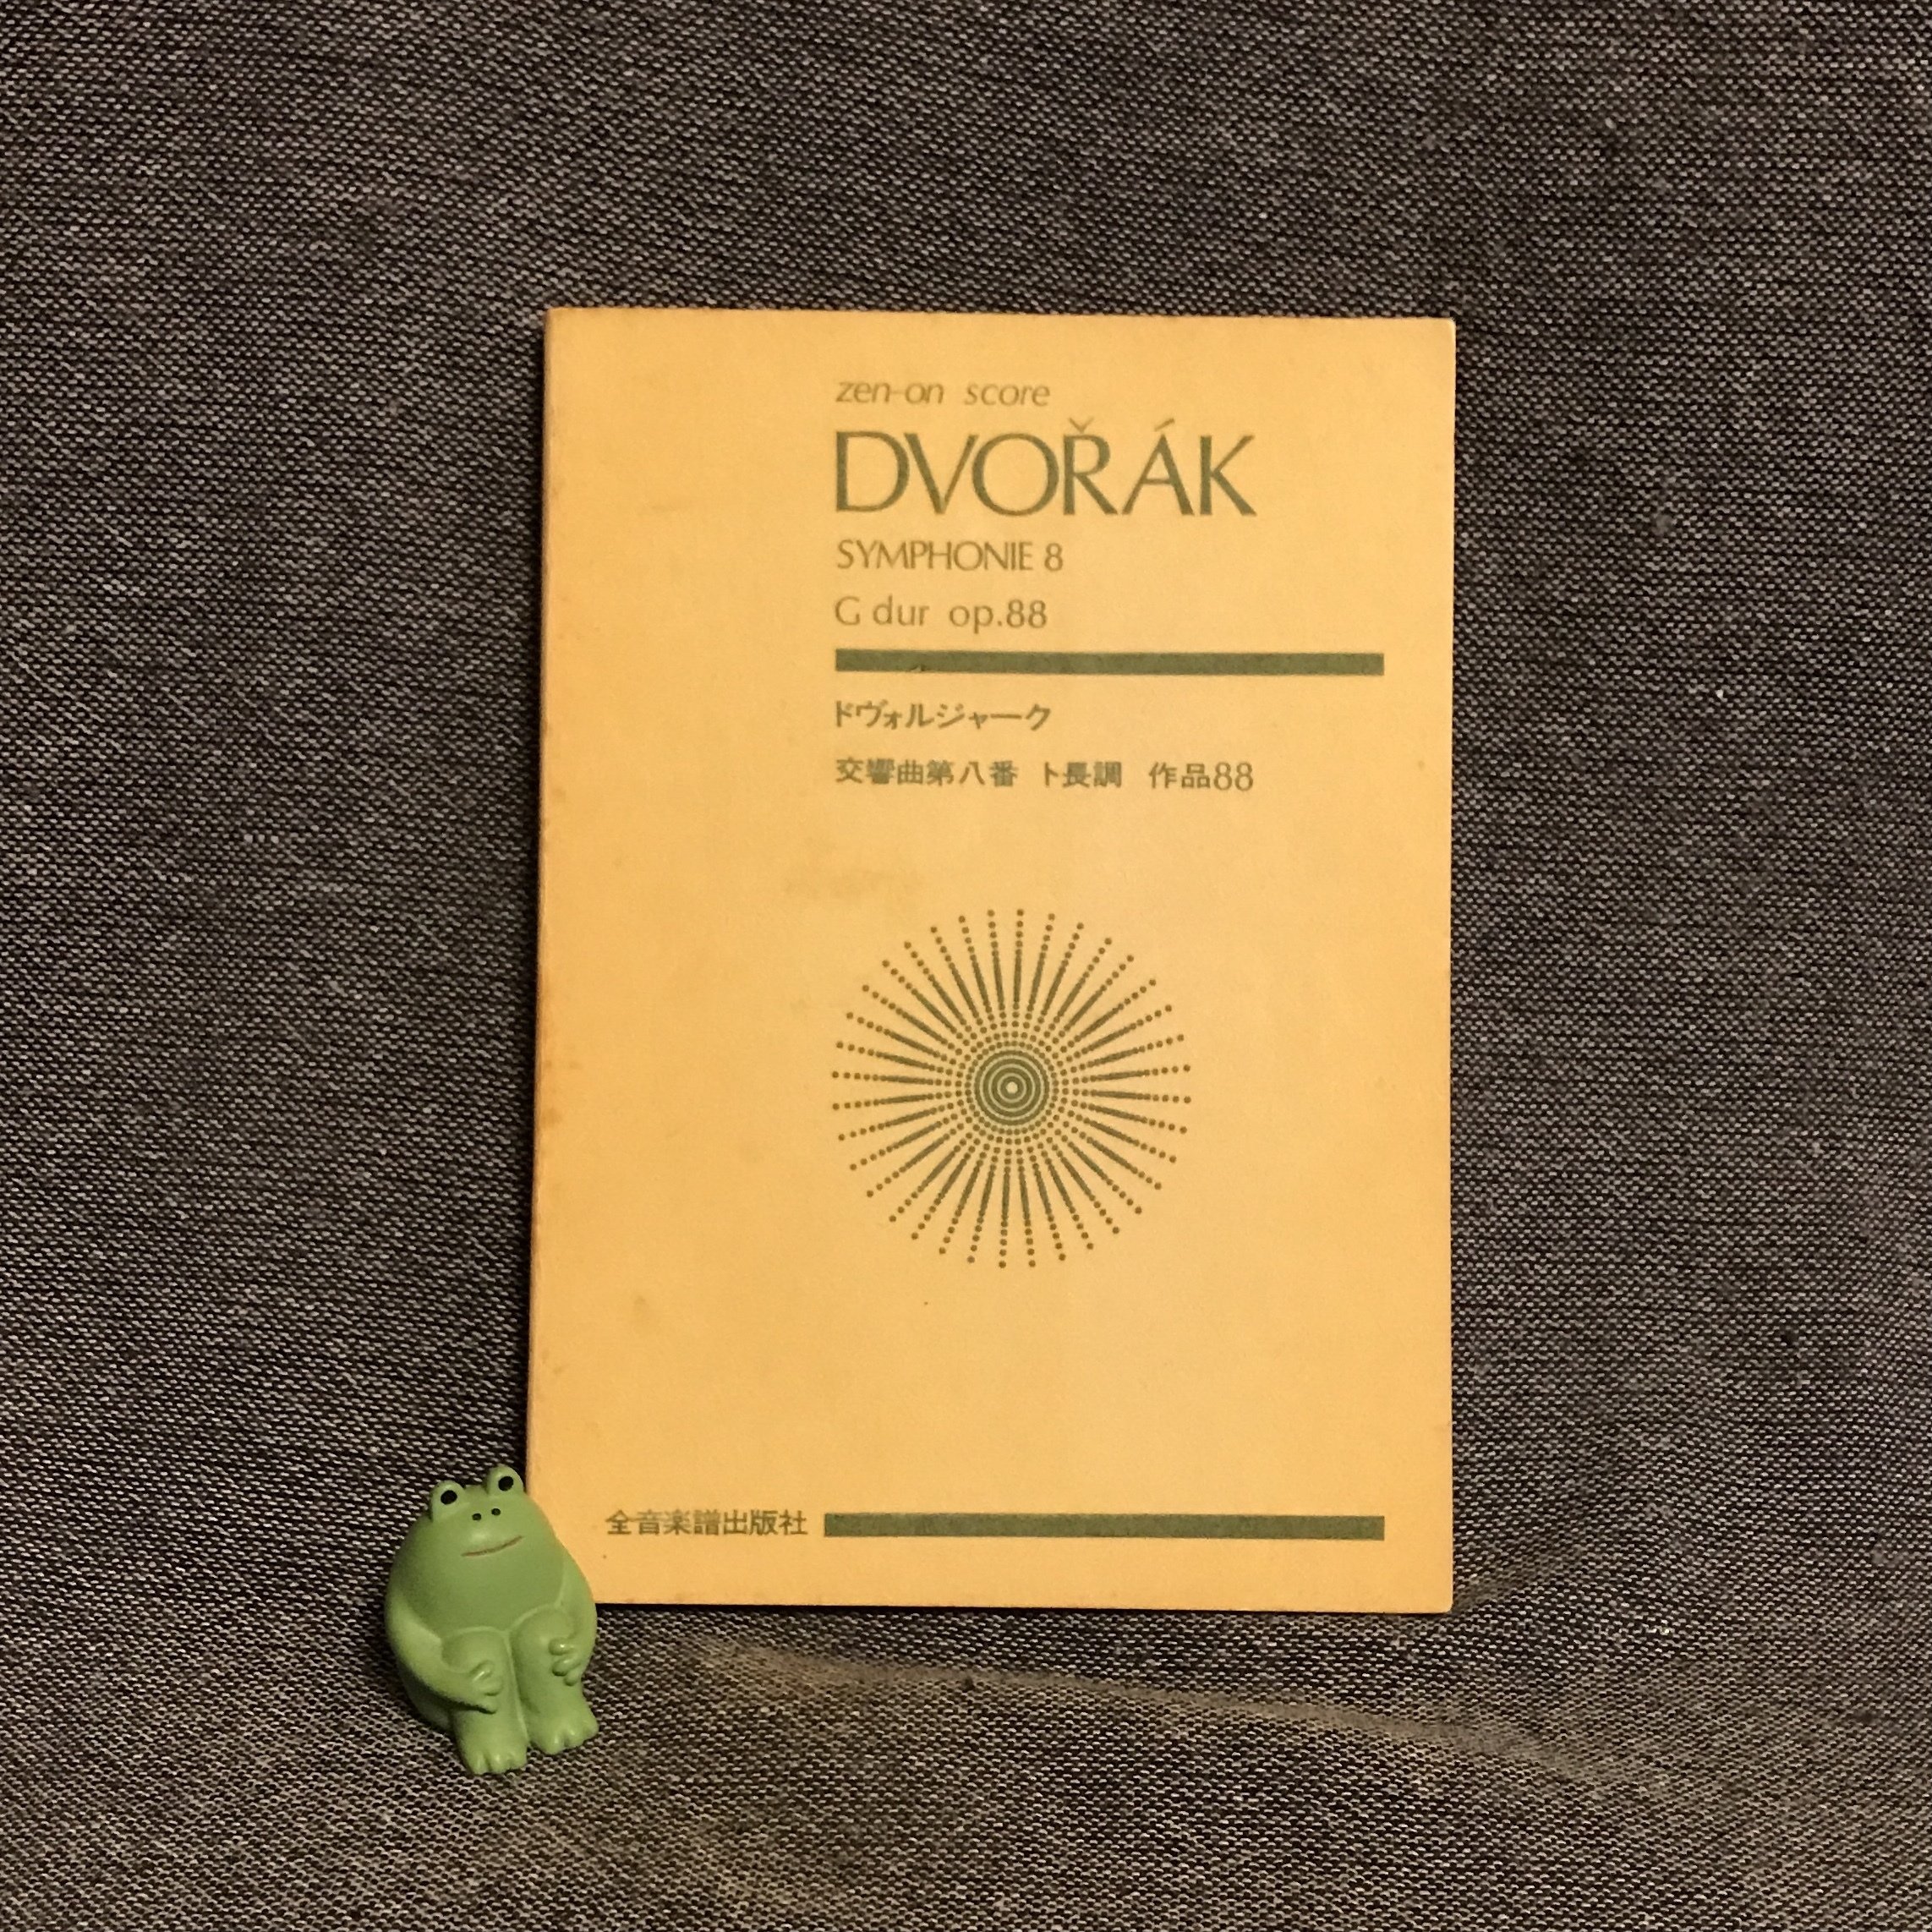 zen-on score
DVOŘÁK
SYMPHONIE 8
G dur op.88
ドヴォルジャーク
交響曲第八番 ト長調 作品88
全音楽譜出版社